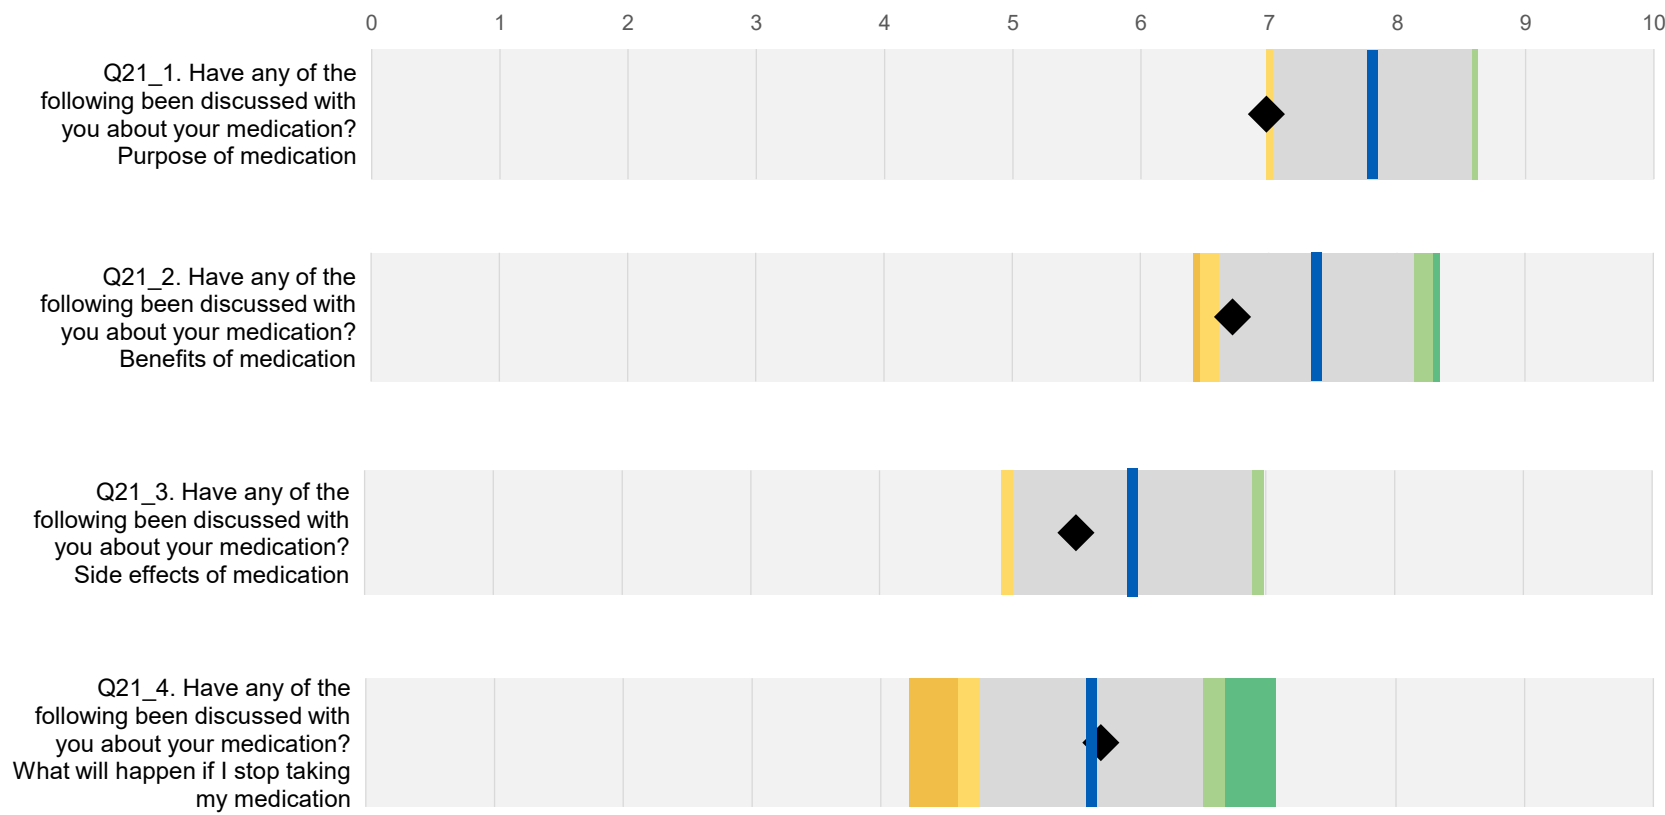 0 1 2 3 4 5 6 7 8 9 10
Q21_1. Have any of the
following been discussed with
you about your medication?
Purpose of medication
Q21_2. Have any of the
following been discussed with
you about your medication?
Benefits of medication
Q21_3. Have any of the
following been discussed with
you about your medication?
Side effects of medication
Q21_4. Have any of the
following been discussed with
you about your medication?
What will happen if I stop taking
my medication